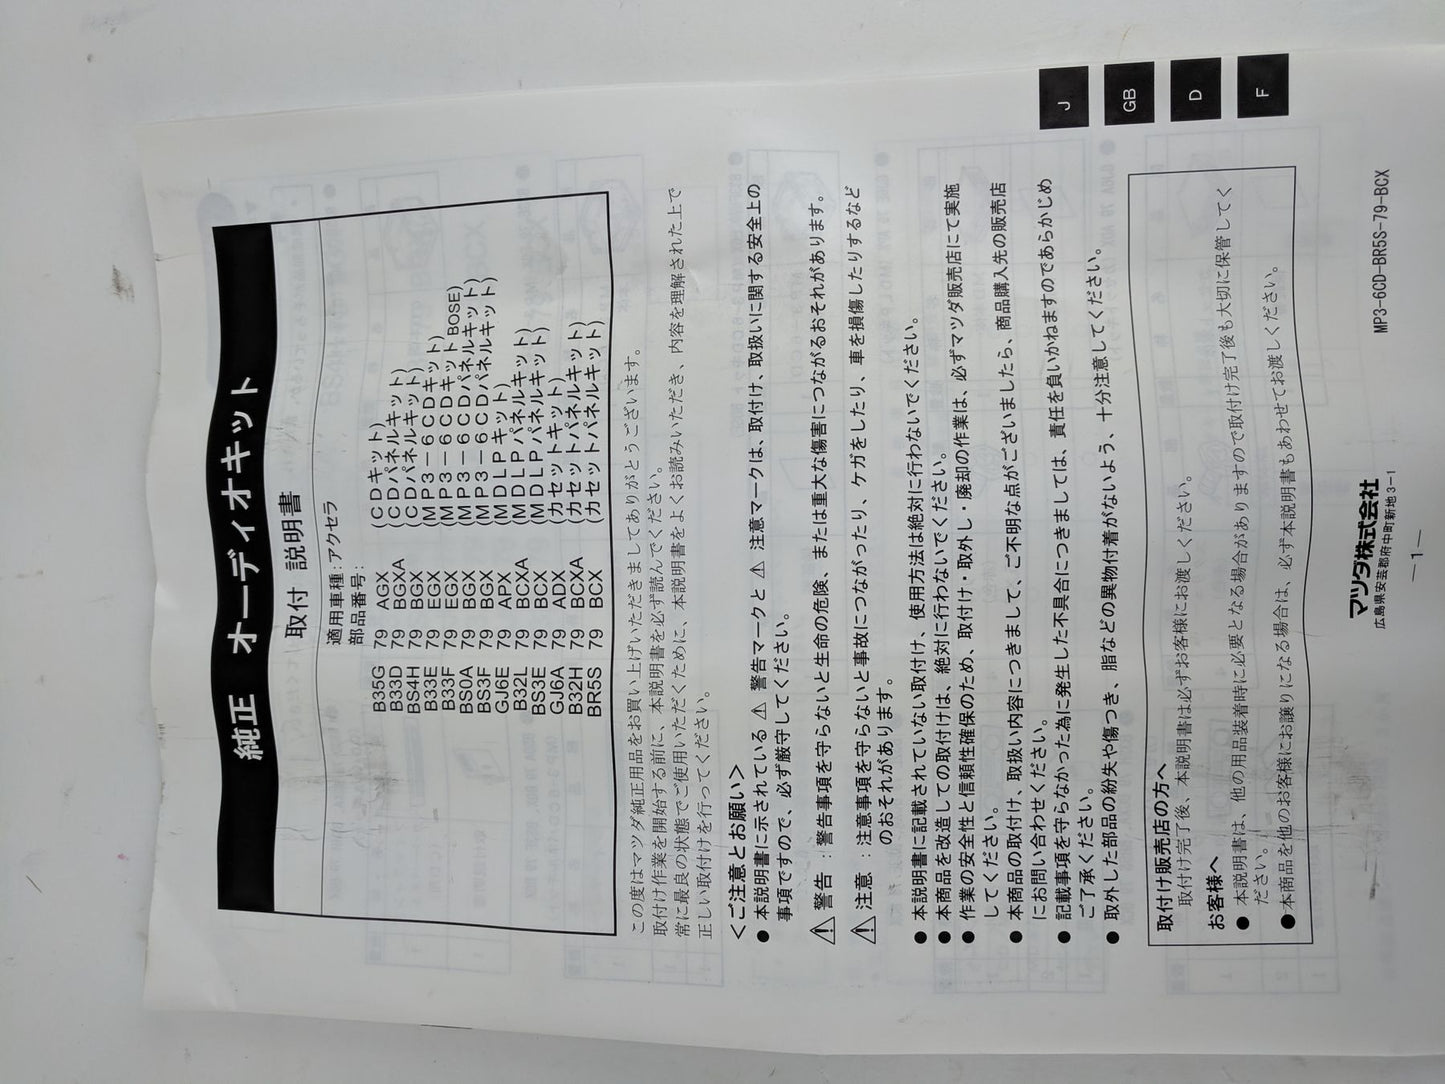 純正 オーディオキット
取付 説明書
適用車種：アクセラ
部品番号：
B35G 79 AGX （CDキット）
B33D 79 BGXA （CDパネルキット）
BS4H 79 BGX （CDパネルキット）
B33E 79 EGX （MP3－6CDキット）
B33F 79 EGX （MP3－6CDキットBOSE）
BS0A 79 BGX （MP3－6CDパネルキット）
BS3F 79 BGX （MP3－6CDパネルキット）
GJ6E 79 APX （MDLPキット）
B32L 79 BCXA （MDLPパネルキット）
BS3E 79 BCX （MDLPパネルキット）
GJ6A 79 ADX （カセットキット）
B32H 79 BCXA （カセットパネルキット）
BR5S 79 BCX （カセットパネルキット）
この度はマツダ純正用品をお買い上げいただきましてありがとうございます。
取付け作業を開始する前に、本説明書を必ず読んでください。
常に最良の状態でご使用いただくために、本説明書をよくお読みいただき、内容を理解された上で
正しい取付けを行ってください。
＜ご注意とお願い＞
● 本説明書に示されている ⚠ 警告マークと ⚠ 注意マークは、取付け、取扱いに関する安全上の
事項ですので、必ず厳守してください。
⚠ 警告 ： 警告事項を守らないと生命の危険、または重大な傷害につながるおそれがあります。
⚠ 注意 ： 注意事項を守らないと事故につながったり、ケガをしたり、車を損傷したりするなど
のおそれがあります。
● 本説明書に記載されていない取付け、使用方法は絶対に行わないでください。
● 本商品を改造しての取付けは、絶対に行わないでください。
● 作業の安全性と信頼性確保のため、取付け・取外し・廃却の作業は、必ずマツダ販売店にて実施
してください。
● 本商品の取付け、取扱い内容につきまして、ご不明な点がございましたら、商品購入先の販売店
にお問い合わせください。
● 記載事項を守らなかった為に発生した不具合につきましては、責任を負いかねますのであらかじめ
ご了承ください。
● 取外した部品の紛失や傷つき、脂などの異物付着がないよう、十分注意してください。
取付け販売店の方へ
取付け完了後、本説明書は必ずお客様にお渡しください。
お客様へ
● 本説明書は、他の用品装着時に必要となる場合がありますので取付け完了後も大切に保管してく
ださい。
● 本商品を他のお客様にお譲りになる場合は、必ず本説明書もあわせてお渡しください。
マツダ株式会社
広島県安芸郡府中町新地3－1
MP3-6CD-BR5S-79-BCX
－1－
J
GB
D
F